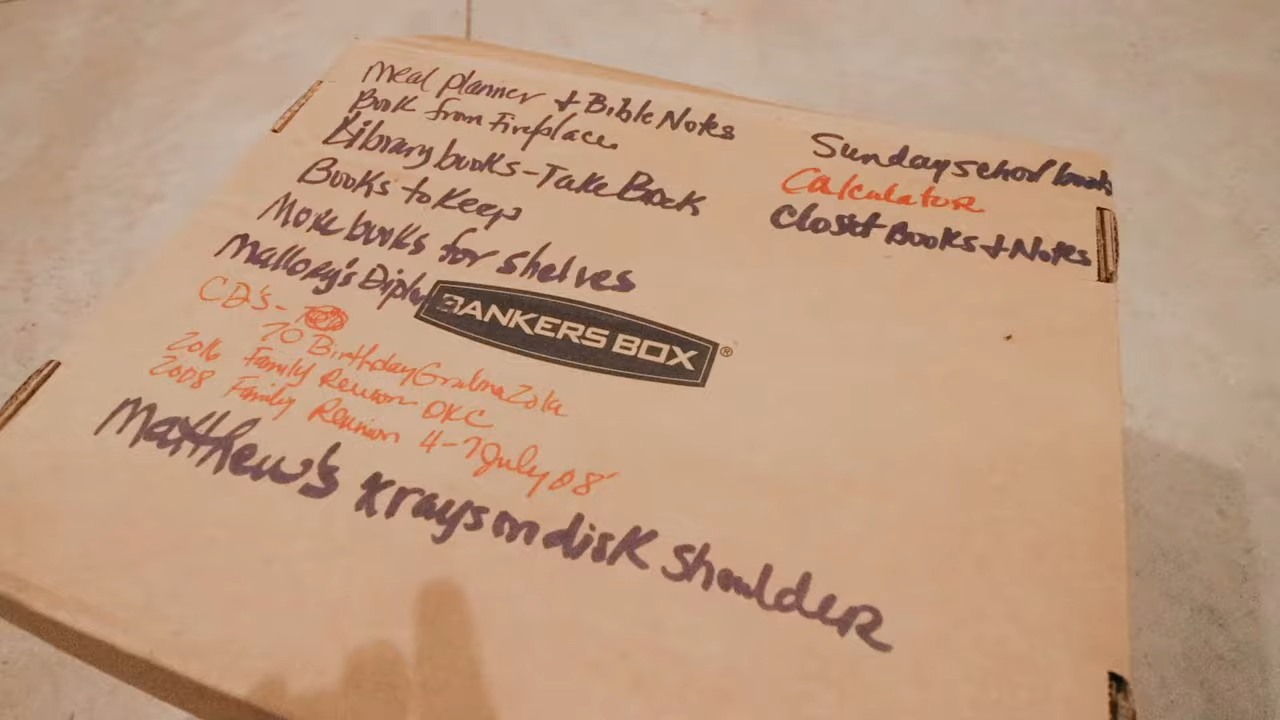 Meal planner + Bible Notes
Book from Fireplace
Library books - Take Back
Books to Keep
More books for shelves
Mallory's Diplo
BANKERS BOX®
CD's -
70 Birthday Grandma Zola
2016 Family Reunion OKC
2008 Family Reunion 4-7 July 08
Matthew's xrays on disk shoulder
Sunday school books
Calculator
Closet Books + Notes